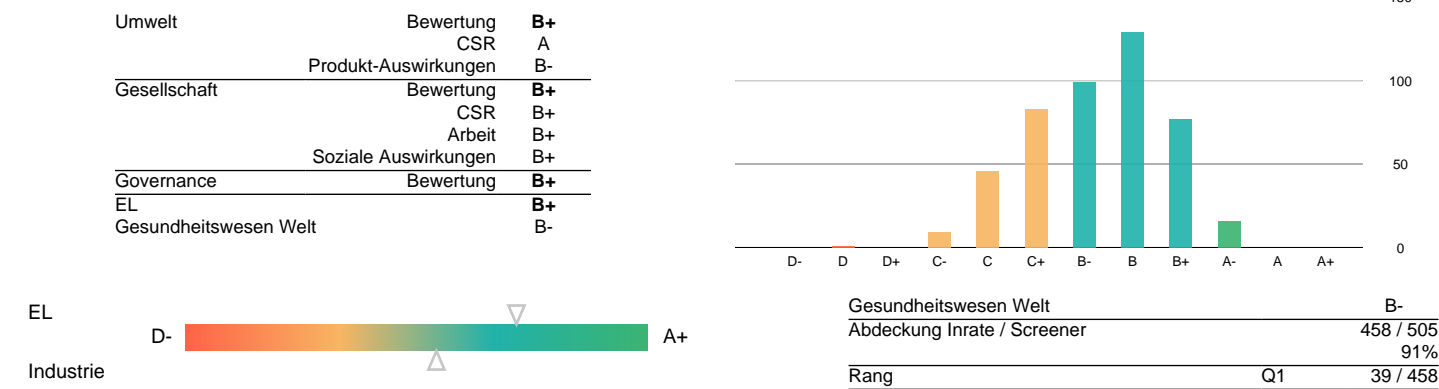 Umwelt Bewertung B+
CSR A
Produkt-Auswirkungen B-
Gesellschaft Bewertung B+
CSR B+
Arbeit B+
Soziale Auswirkungen B+
Governance Bewertung B+
EL B+
Gesundheitswesen Welt B-
100
50
0
D- D D+ C- C C+ B- B B+ A- A A+
EL
D- A+
Industrie
Gesundheitswesen Welt B-
Abdeckung Inrate / Screener 458 / 505
91%
Rang Q1 39 / 458